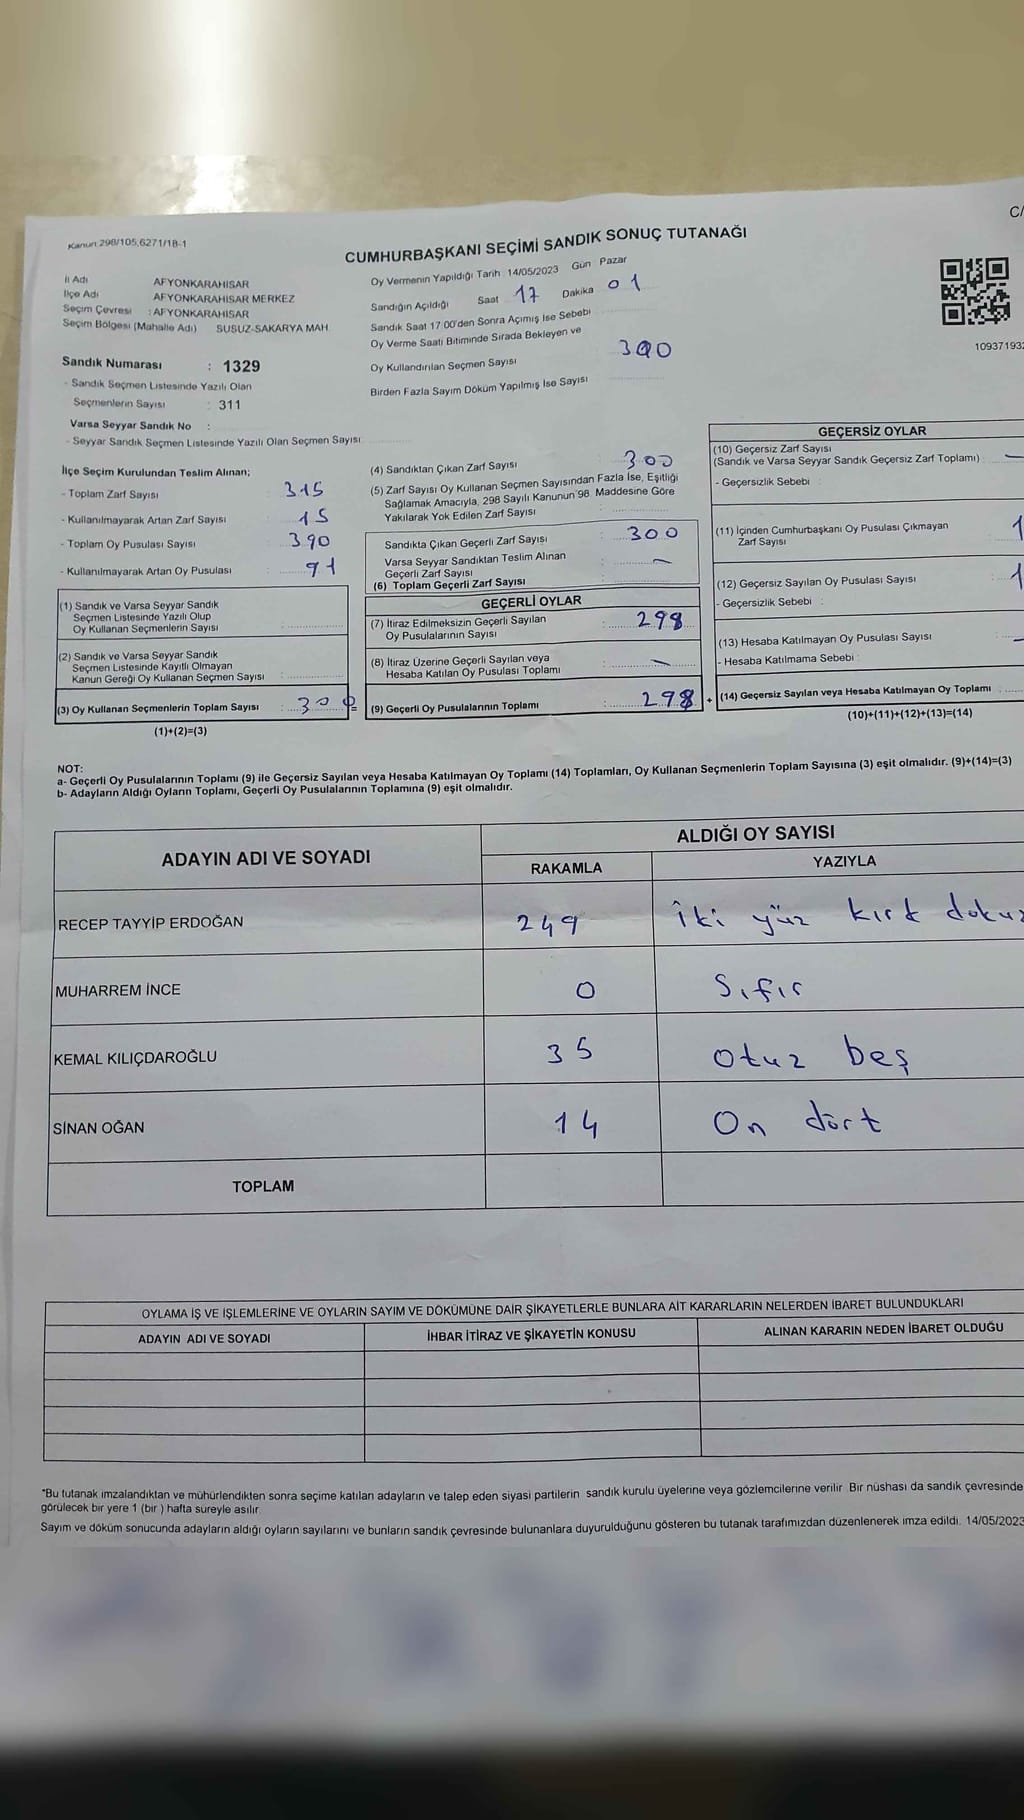 Kanun 298/105,6271/18-1
C/
CUMHURBAŞKANI SEÇİMİ SANDIK SONUÇ TUTANAĞI
İl Adı AFYONKARAHISAR
İlçe Adı AFYONKARAHISAR MERKEZ
Seçim Çevresi : AFYONKARAHISAR
Seçim Bölgesi (Mahalle Adı) SUSUZ-SAKARYA MAH.
Oy Vermenin Yapıldığı Tarih 14/05/2023 Gün Pazar
Sandığın Açıldığı Saat 17 Dakika 01
Sandık Saat 17:00'den Sonra Açımış İse Sebebi
Oy Verme Saati Bitiminde Sırada Bekleyen ve
Oy Kullandırılan Seçmen Sayısı 300
Birden Fazla Sayım Döküm Yapılmış İse Sayısı
Sandık Numarası : 1329
- Sandık Seçmen Listesinde Yazılı Olan
Seçmenlerin Sayısı : 311
Varsa Seyyar Sandık No :
- Seyyar Sandık Seçmen Listesinde Yazılı Olan Seçmen Sayısı
İlçe Seçim Kurulundan Teslim Alınan;
- Toplam Zarf Sayısı : 315
- Kullanılmayarak Artan Zarf Sayısı : 15
- Toplam Oy Pusulası Sayısı : 390
- Kullanılmayarak Artan Oy Pusulası : 91
(1) Sandık ve Varsa Seyyar Sandık
Seçmen Listesinde Yazılı Olup
Oy Kullanan Seçmenlerin Sayısı :
(2) Sandık ve Varsa Seyyar Sandık
Seçmen Listesinde Kayıtlı Olmayan
Kanun Gereği Oy Kullanan Seçmen Sayısı :
(3) Oy Kullanan Seçmenlerin Toplam Sayısı : 300 =
(1)+(2)=(3)
(4) Sandıktan Çıkan Zarf Sayısı : 300
(5) Zarf Sayısı Oy Kullanan Seçmen Sayısından Fazla İse, Eşitliği
Sağlamak Amacıyla, 298 Sayılı Kanunun'98. Maddesine Göre
Yakılarak Yok Edilen Zarf Sayısı :
Sandıkta Çıkan Geçerli Zarf Sayısı : 300
Varsa Seyyar Sandıktan Teslim Alınan
Geçerli Zarf Sayısı : —
(6) Toplam Geçerli Zarf Sayısı :
GEÇERLİ OYLAR
(7) İtiraz Edilmeksizin Geçerli Sayılan
Oy Pusulalarının Sayısı : 298
(8) İtiraz Üzerine Geçerli Sayılan veya
Hesaba Katılan Oy Pusulası Toplamı : —
(9) Geçerli Oy Pusulalarının Toplamı : 298 +
109371932
GEÇERSİZ OYLAR
(10) Geçersiz Zarf Sayısı
(Sandık ve Varsa Seyyar Sandık Geçersiz Zarf Toplamı) : —
- Geçersizlik Sebebi :
(11) İçinden Cumhurbaşkanı Oy Pusulası Çıkmayan
Zarf Sayısı : 1
(12) Geçersiz Sayılan Oy Pusulası Sayısı : 1
- Geçersizlik Sebebi :
(13) Hesaba Katılmayan Oy Pusulası Sayısı : —
- Hesaba Katılmama Sebebi :
(14) Geçersiz Sayılan veya Hesaba Katılmayan Oy Toplamı :
(10)+(11)+(12)+(13)=(14)
NOT:
a- Geçerli Oy Pusulalarının Toplamı (9) ile Geçersiz Sayılan veya Hesaba Katılmayan Oy Toplamı (14) Toplamları, Oy Kullanan Seçmenlerin Toplam Sayısına (3) eşit olmalıdır. (9)+(14)=(3)
b- Adayların Aldığı Oyların Toplamı, Geçerli Oy Pusulalarının Toplamına (9) eşit olmalıdır.
ADAYIN ADI VE SOYADI ALDIĞI OY SAYISI
RAKAMLA YAZIYLA
RECEP TAYYİP ERDOĞAN 249 İki yüz kırk dokuz
MUHARREM İNCE 0 Sıfır
KEMAL KILIÇDAROĞLU 35 Otuz beş
SİNAN OĞAN 14 On dört
TOPLAM
OYLAMA İŞ VE İŞLEMLERİNE VE OYLARIN SAYIM VE DÖKÜMÜNE DAİR ŞİKAYETLERLE BUNLARA AİT KARARLARIN NELERDEN İBARET BULUNDUKLARI
ADAYIN ADI VE SOYADI İHBAR İTİRAZ VE ŞİKAYETİN KONUSU ALINAN KARARIN NEDEN İBARET OLDUĞU
*Bu tutanak imzalandıktan ve mühürlendikten sonra seçime katılan adayların ve talep eden siyasi partilerin sandık kurulu üyelerine veya gözlemcilerine verilir. Bir nüshası da sandık çevresinde
görülecek bir yere 1 (bir) hafta süreyle asılır.
Sayım ve döküm sonucunda adayların aldığı oyların sayılarını ve bunların sandık çevresinde bulunanlara duyurulduğunu gösteren bu tutanak tarafımızdan düzenlenerek imza edildi. 14/05/2023